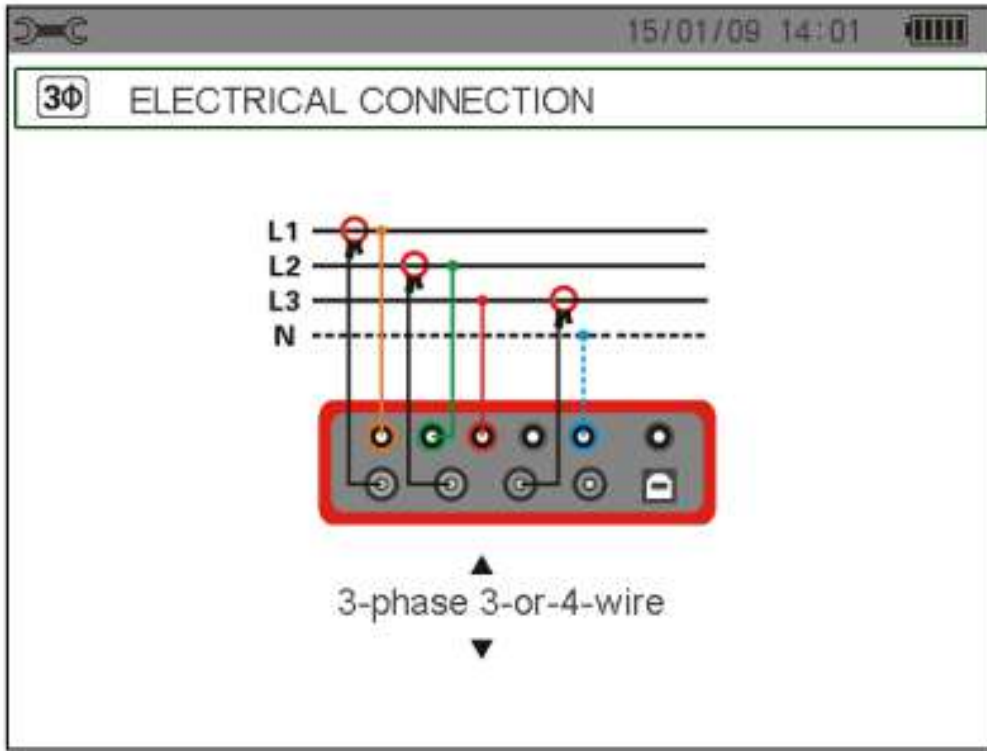 15/01/09 14:01
3Φ ELECTRICAL CONNECTION
L1
L2
L3
N
3-phase 3-or-4-wire